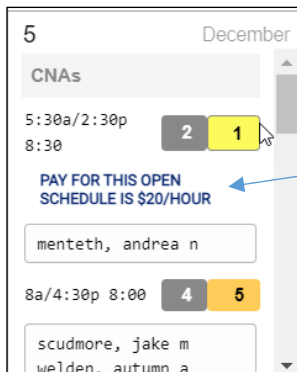 5 December
CNAs
5:30a/2:30p
8:30 2 1
PAY FOR THIS OPEN
SCHEDULE IS $20/HOUR
menteth, andrea n
8a/4:30p 8:00 4 5
scudmore, jake m
welden, autumn a